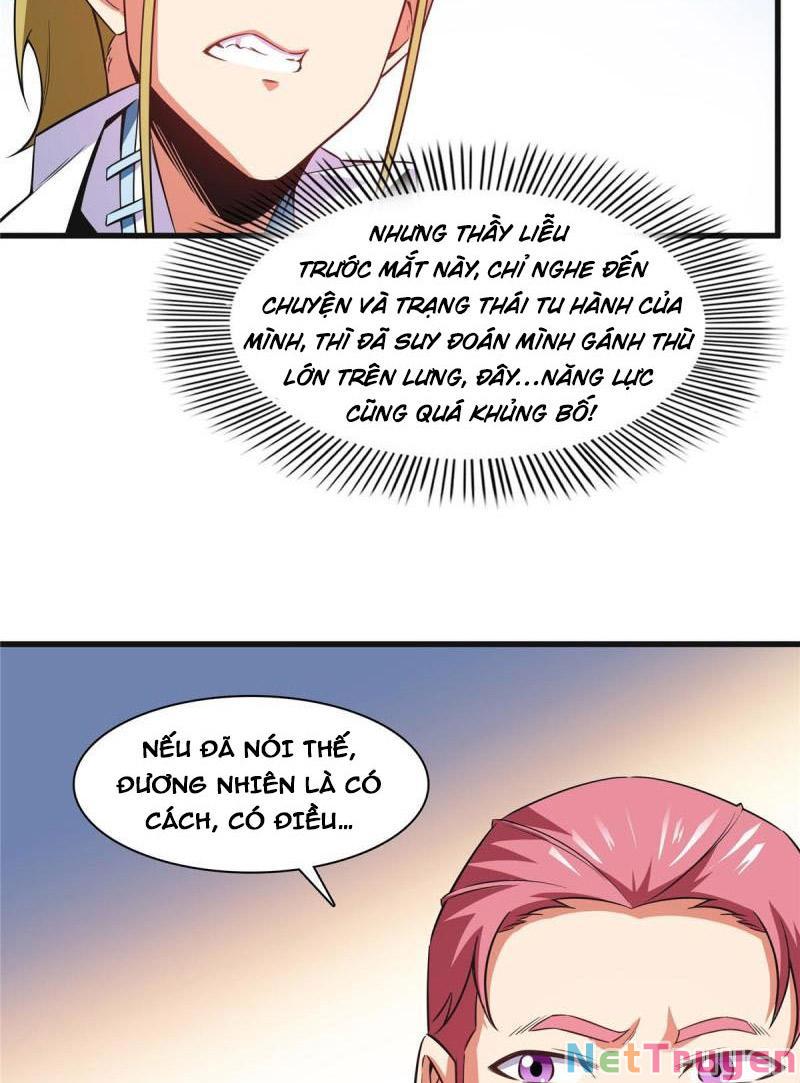 NHƯNG THẦY LIỄU
TRƯỚC MẮT NÀY, CHỈ NGHE ĐẾN
CHUYỆN VÀ TRẠNG THÁI TU HÀNH CỦA
MÌNH, THÌ ĐÃ SUY ĐOÁN MÌNH GÁNH THÙ
LỚN TRÊN LƯNG, ĐÂY...NĂNG LỰC
CŨNG QUÁ KHỦNG BỐ!
NẾU ĐÃ NÓI THẾ,
ĐƯƠNG NHIÊN LÀ CÓ
CÁCH, CÓ ĐIỀU...
NetTruyen